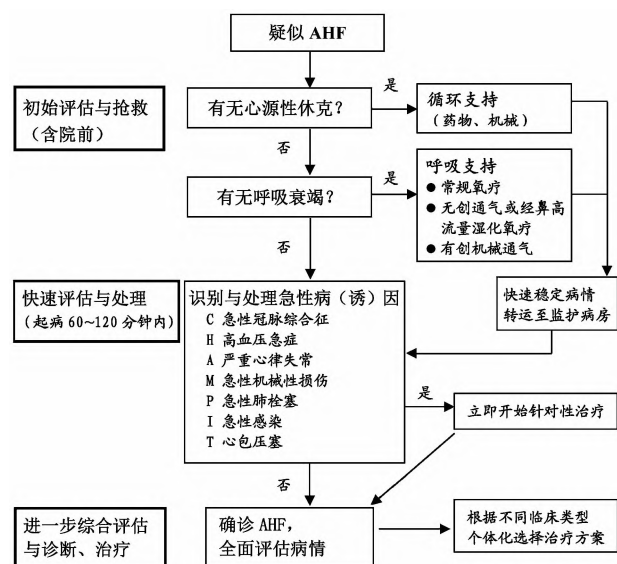 疑似 AHF
初始评估与抢救
（含院前）
有无心源性休克？
是
循环支持
（药物、机械）
否
有无呼吸衰竭？
是
呼吸支持
● 常规氧疗
● 无创通气或经鼻高
流量湿化氧疗
● 有创机械通气
否
快速评估与处理
（起病 60~120 分钟内）
识别与处理急性病（诱）因
C 急性冠脉综合征
H 高血压急症
A 严重心律失常
M 急性机械性损伤
P 急性肺栓塞
I 急性感染
T 心包压塞
快速稳定病情
转运至监护病房
是
立即开始针对性治疗
否
进一步综合评估
与诊断、治疗
确诊 AHF，
全面评估病情
根据不同临床类型
个体化选择治疗方案